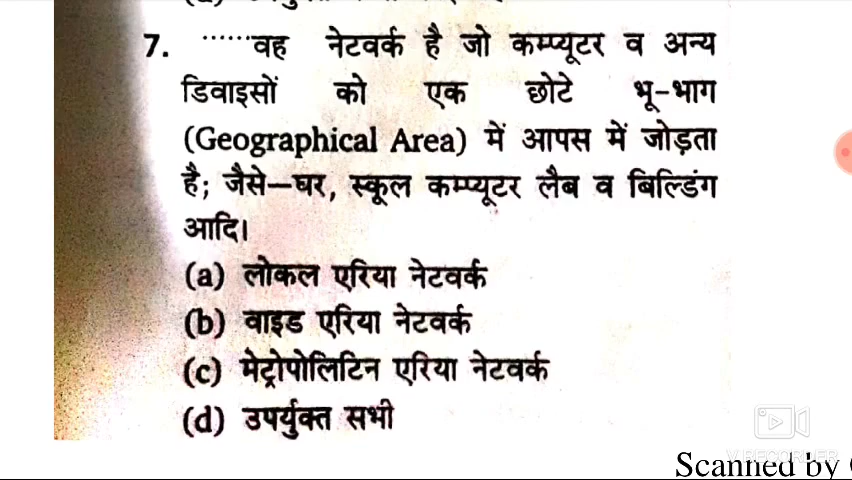 7. ......वह नेटवर्क है जो कम्प्यूटर व अन्य
डिवाइसों को एक छोटे भू-भाग
(Geographical Area) में आपस में जोड़ता
है; जैसे—घर, स्कूल कम्प्यूटर लैब व बिल्डिंग
आदि।
(a) लोकल एरिया नेटवर्क
(b) वाइड एरिया नेटवर्क
(c) मेट्रोपोलिटिन एरिया नेटवर्क
(d) उपर्युक्त सभी
V RECORDER
Scanned by